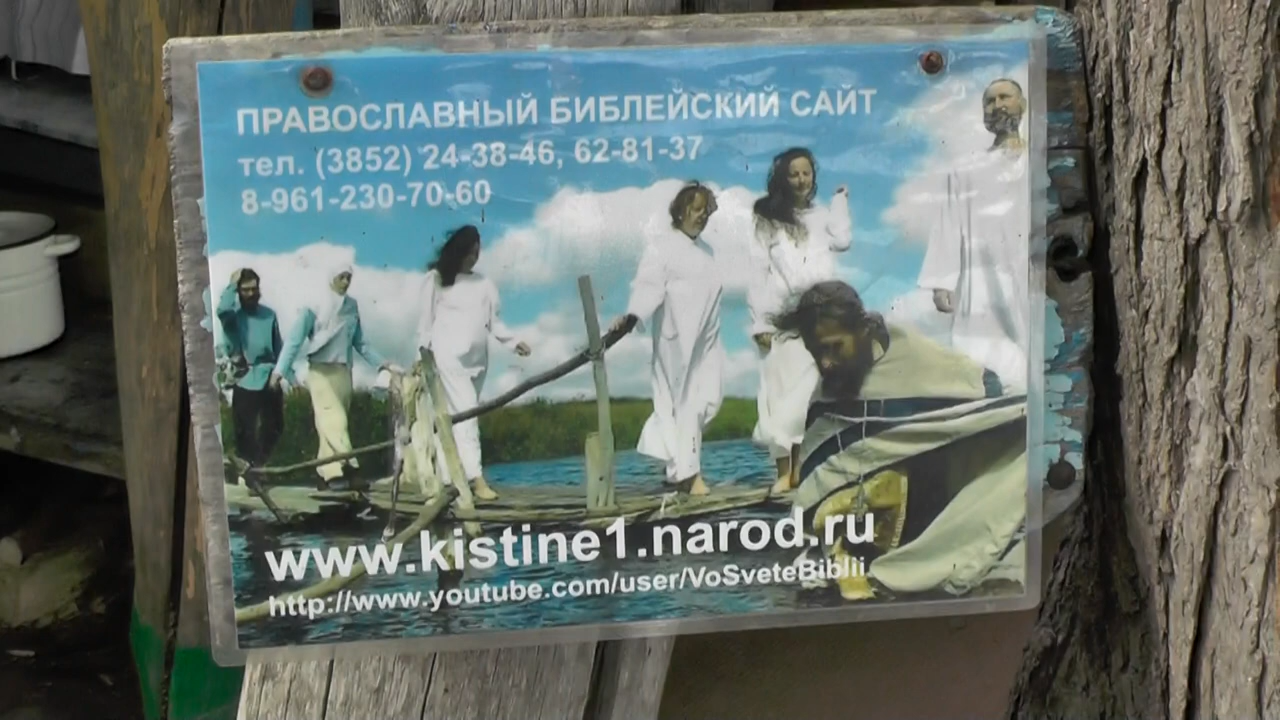 ПРАВОСЛАВНЫЙ БИБЛЕЙСКИЙ САЙТ
тел. (3852) 24-38-46, 62-81-37
8-961-230-70-60
www.kistine1.narod.ru
http://www.youtube.com/user/VoSveteBiblii